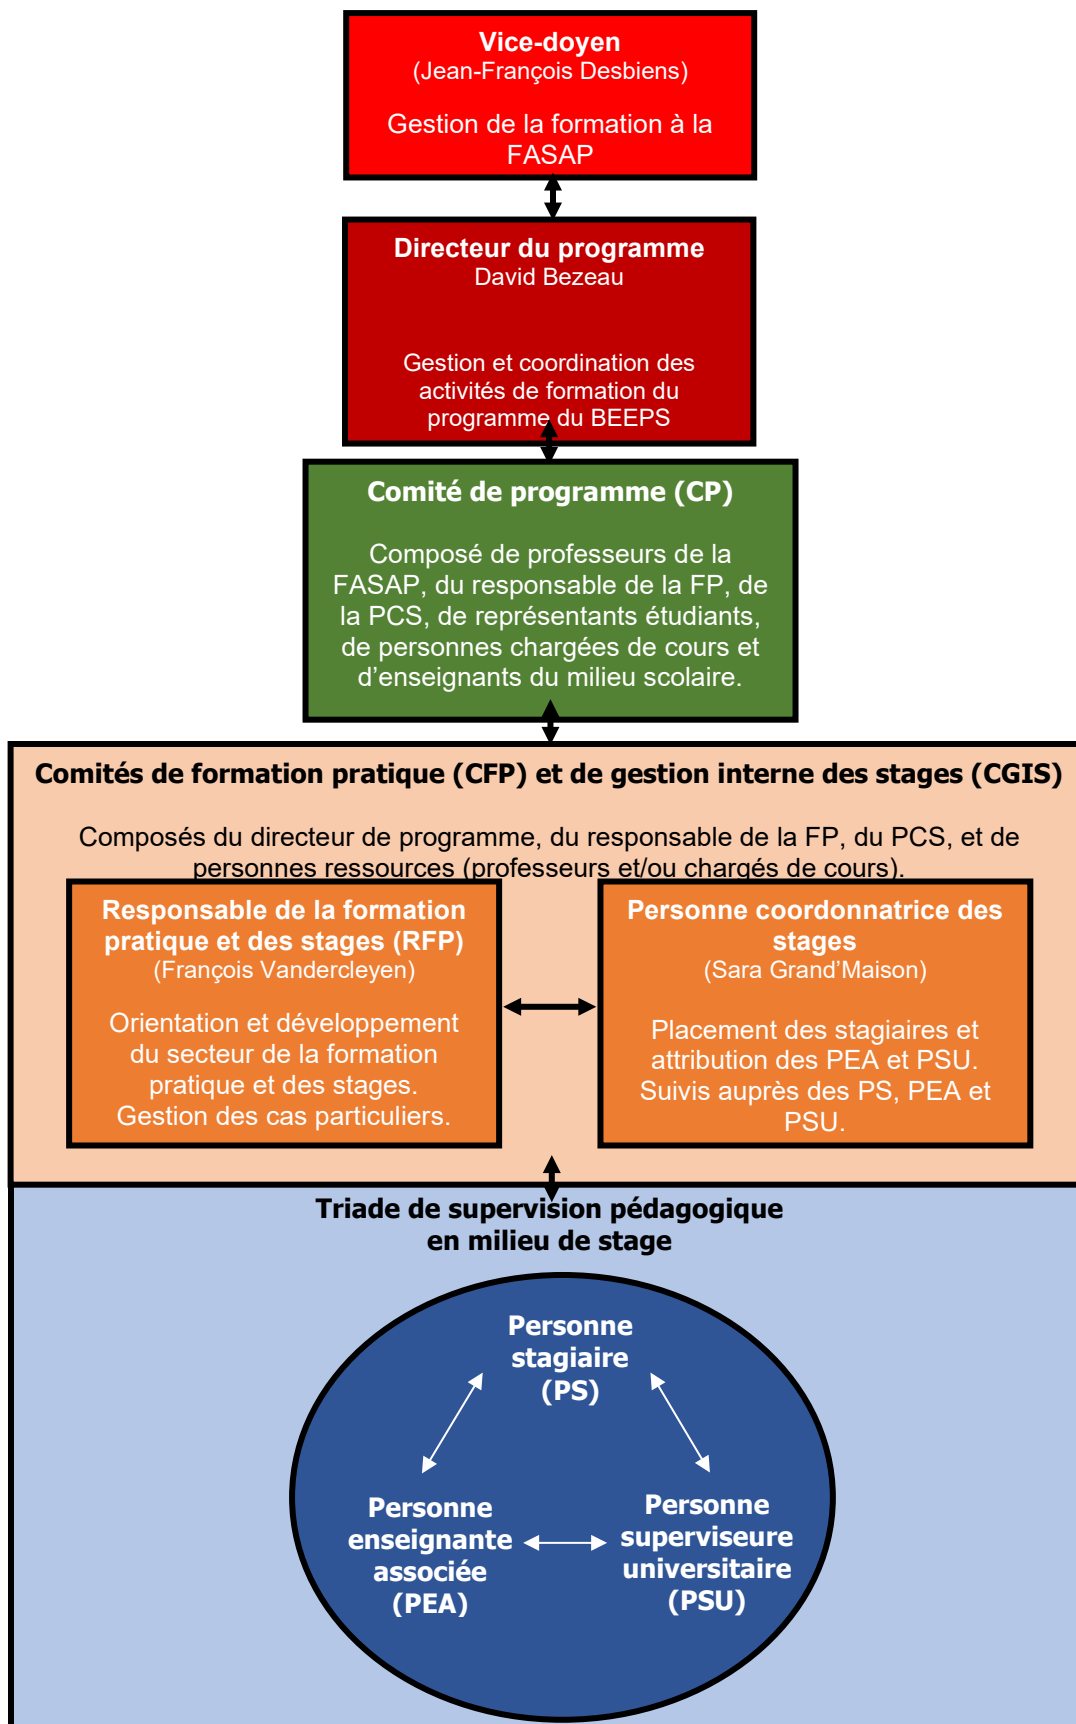 Vice-doyen
(Jean-François Desbiens)
Gestion de la formation à la
FASAP
Directeur du programme
David Bezeau
Gestion et coordination des
activités de formation du
programme du BEEPS
Comité de programme (CP)
Composé de professeurs de la
FASAP, du responsable de la FP, de
la PCS, de représentants étudiants,
de personnes chargées de cours et
d’enseignants du milieu scolaire.
Comités de formation pratique (CFP) et de gestion interne des stages (CGIS)
Composés du directeur de programme, du responsable de la FP, du PCS, et de
personnes ressources (professeurs et/ou chargés de cours).
Responsable de la formation
pratique et des stages (RFP)
(François Vandercleyen)
Orientation et développement
du secteur de la formation
pratique et des stages.
Gestion des cas particuliers.
Personne coordonnatrice des
stages
(Sara Grand’Maison)
Placement des stagiaires et
attribution des PEA et PSU.
Suivis auprès des PS, PEA et
PSU.
Triade de supervision pédagogique
en milieu de stage
Personne
stagiaire
(PS)
Personne
enseignante
associée
(PEA)
Personne
superviseure
universitaire
(PSU)